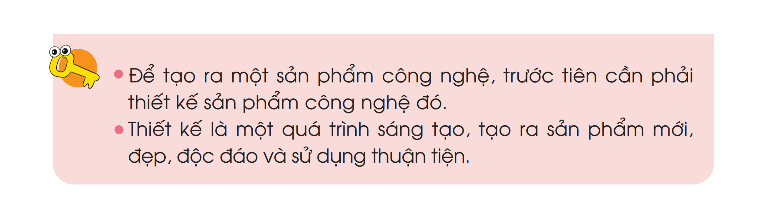 • Để tạo ra một sản phẩm công nghệ, trước tiên cần phải
thiết kế sản phẩm công nghệ đó.
• Thiết kế là một quá trình sáng tạo, tạo ra sản phẩm mới,
đẹp, độc đáo và sử dụng thuận tiện.